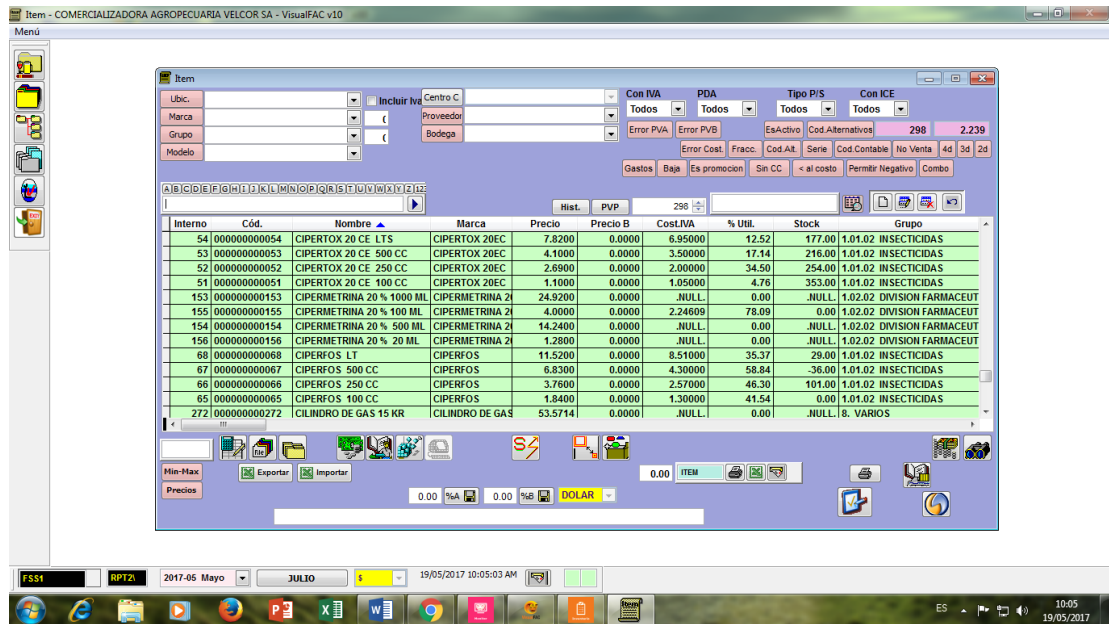 Item - COMERCIALIZADORA AGROPECUARIA VELCOR SA - VisualFAC v10
Menú
Item
Ubic. Incluir Iva Centro C Con IVA PDA Tipo P/S Con ICE
Marca ( Proveedor Todos Todos Todos Todos
Grupo ( Bodega Error PVA Error PVB EsActivo Cod.Alternativos 298 2.239
Modelo Error Cost. Fracc. Cod.Alt. Serie Cod.Contable No Venta 4d 3d 2d
Gastos Baja Es promocion Sin CC < al costo Permitir Negativo Combo
A B C D E F G H I J K L M N O P Q R S T U V W X Y Z 123
Hist. PVP 298
Interno Cód. Nombre Marca Precio Precio B Cost.IVA % Util. Stock Grupo
54 000000000054 CIPERTOX 20 CE LTS CIPERTOX 20EC 7.8200 0.0000 6.95000 12.52 177.00 1.01.02 INSECTICIDAS
53 000000000053 CIPERTOX 20 CE 500 CC CIPERTOX 20EC 4.1000 0.0000 3.50000 17.14 216.00 1.01.02 INSECTICIDAS
52 000000000052 CIPERTOX 20 CE 250 CC CIPERTOX 20EC 2.6900 0.0000 2.00000 34.50 254.00 1.01.02 INSECTICIDAS
51 000000000051 CIPERTOX 20 CE 100 CC CIPERTOX 20EC 1.1000 0.0000 1.05000 4.76 353.00 1.01.02 INSECTICIDAS
153 000000000153 CIPERMETRINA 20 % 1000 ML CIPERMETRINA 20 24.9200 0.0000 .NULL. 0.00 .NULL. 1.02.02 DIVISION FARMACEUT
155 000000000155 CIPERMETRINA 20 % 100 ML CIPERMETRINA 20 4.0000 0.0000 2.24609 78.09 0.00 1.02.02 DIVISION FARMACEUT
154 000000000154 CIPERMETRINA 20 % 500 ML CIPERMETRINA 20 14.2400 0.0000 .NULL. 0.00 .NULL. 1.02.02 DIVISION FARMACEUT
156 000000000156 CIPERMETRINA 20 % 20 ML CIPERMETRINA 20 1.2800 0.0000 .NULL. 0.00 .NULL. 1.02.02 DIVISION FARMACEUT
68 000000000068 CIPERFOS LT CIPERFOS 11.5200 0.0000 8.51000 35.37 29.00 1.01.02 INSECTICIDAS
67 000000000067 CIPERFOS 500 CC CIPERFOS 6.8300 0.0000 4.30000 58.84 -36.00 1.01.02 INSECTICIDAS
66 000000000066 CIPERFOS 250 CC CIPERFOS 3.7600 0.0000 2.57000 46.30 101.00 1.01.02 INSECTICIDAS
65 000000000065 CIPERFOS 100 CC CIPERFOS 1.8400 0.0000 1.30000 41.54 0.00 1.01.02 INSECTICIDAS
272 000000000272 CILINDRO DE GAS 15 KR CILINDRO DE GAS 53.5714 0.0000 .NULL. 0.00 .NULL. 8. VARIOS
File
Min-Max Exportar Importar 0.00 ITEM
Precios
0.00 %A 0.00 %B DOLAR
FSS1 RPT2\ 2017-05 Mayo JULIO $ 19/05/2017 10:05:03 AM
ES 10:05
19/05/2017